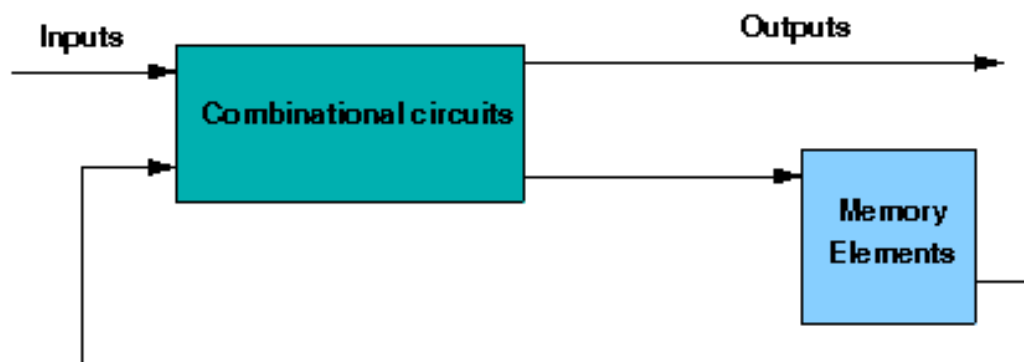 Inputs
Outputs
Combinational circuits
Memory
Elements